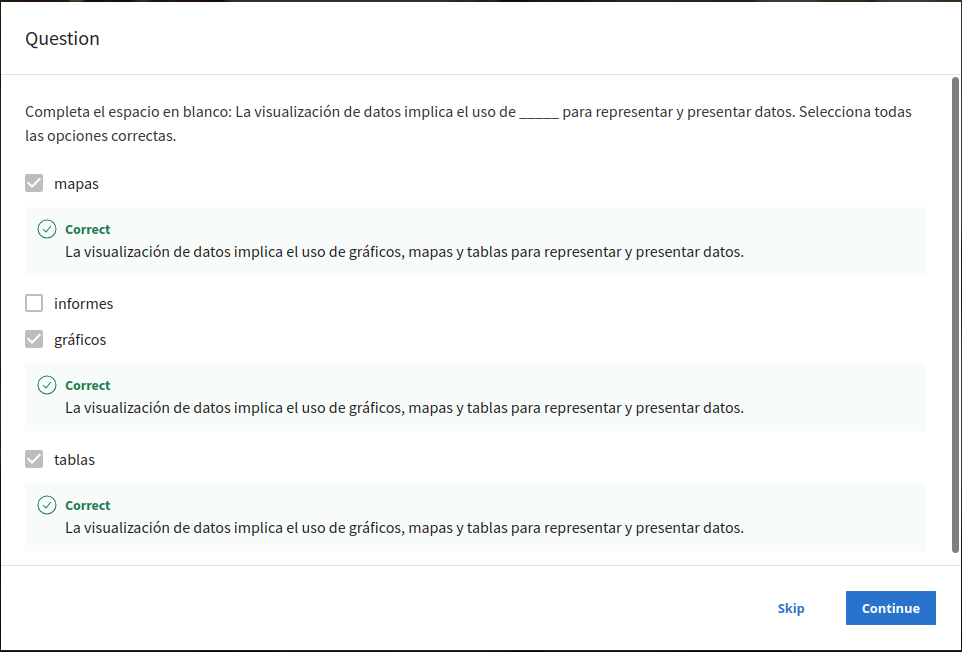 Question
Completa el espacio en blanco: La visualización de datos implica el uso de _____ para representar y presentar datos. Selecciona todas
las opciones correctas.
mapas
Correct
La visualización de datos implica el uso de gráficos, mapas y tablas para representar y presentar datos.
informes
gráficos
Correct
La visualización de datos implica el uso de gráficos, mapas y tablas para representar y presentar datos.
tablas
Correct
La visualización de datos implica el uso de gráficos, mapas y tablas para representar y presentar datos.
Skip
Continue